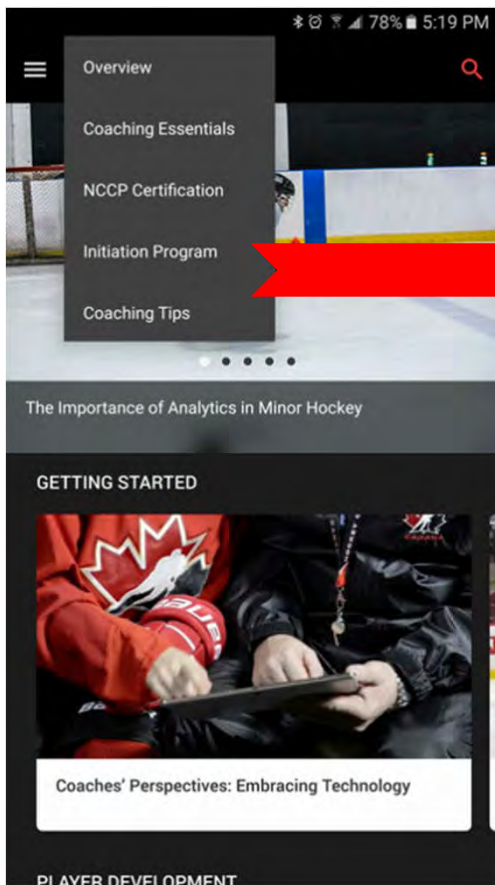 78% 5:19 PM
Overview
Coaching Essentials
NCCP Certification
Initiation Program
Coaching Tips
The Importance of Analytics in Minor Hockey
GETTING STARTED
CANADA
BAUER
Coaches' Perspectives: Embracing Technology
PLAYER DEVELOPMENT